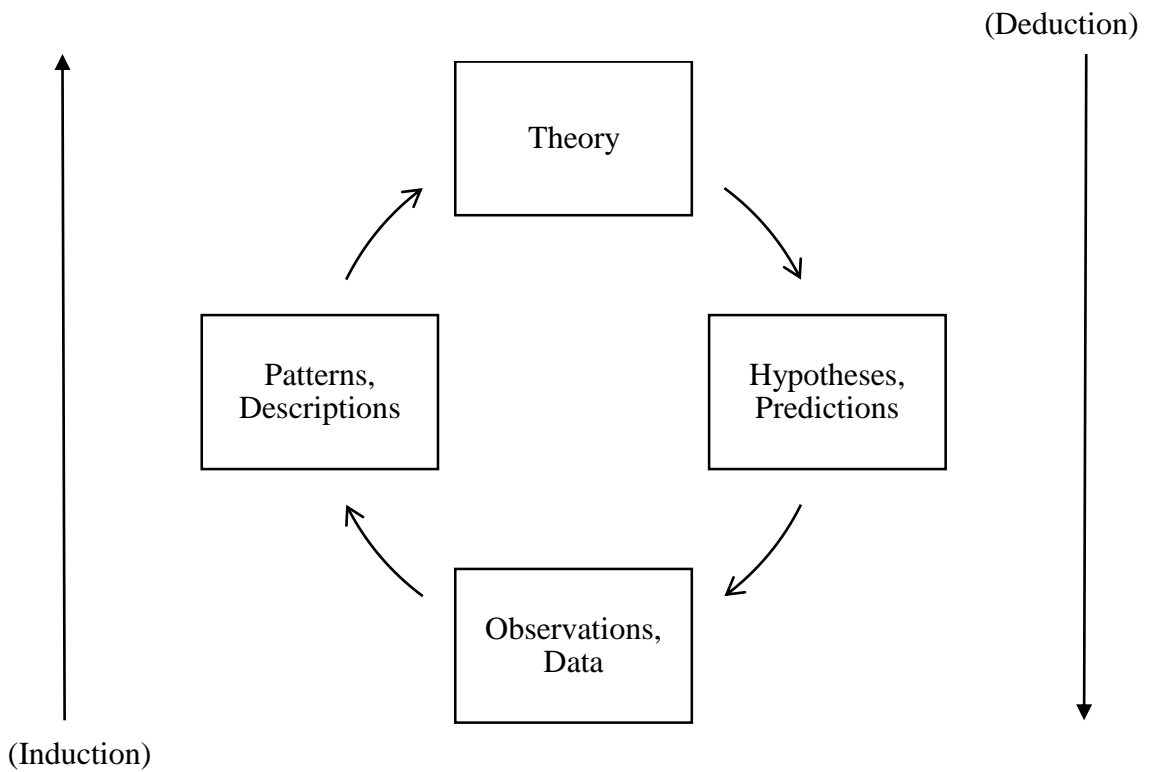 (Deduction)
Theory
Patterns,
Descriptions
Hypotheses,
Predictions
Observations,
Data
(Induction)